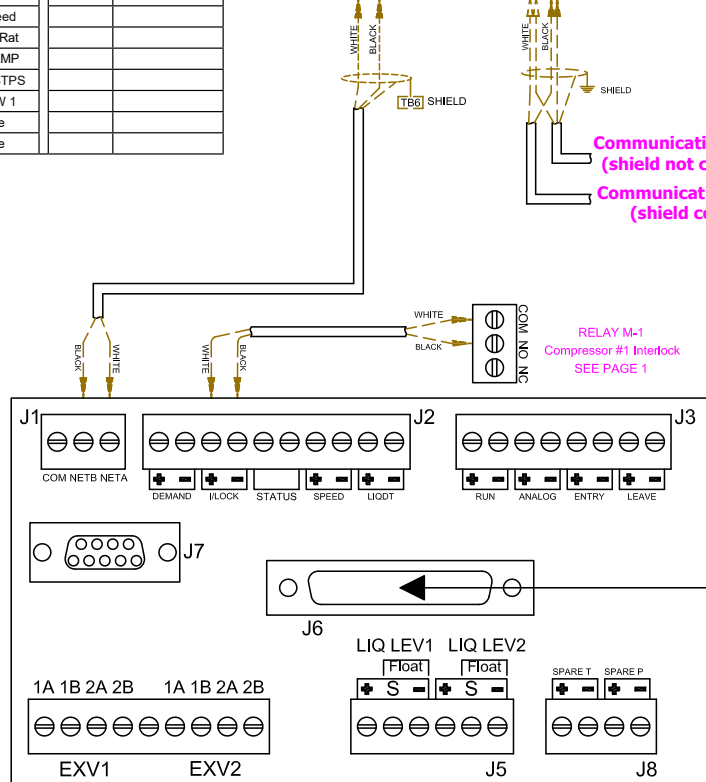 eed
Rat
MP
STPS
W 1
e
e
WHITE
BLACK
TB6 SHIELD
WHITE
BLACK
SHIELD
Communicati
(shield not c
Communicat
(shield co
WHITE
BLACK
COM NO NC
RELAY M-1
Compressor #1 Interlock
SEE PAGE 1
BLACK
WHITE
WHITE
BLACK
J1
COM NETB NETA
J2
DEMAND I/LOCK STATUS SPEED LIQDT
J3
RUN ANALOG ENTRY LEAVE
J7
J6
LIQ LEV1 LIQ LEV2
Float Float
S S
J5
SPARE T SPARE P
J8
1A 1B 2A 2B 1A 1B 2A 2B
EXV1 EXV2